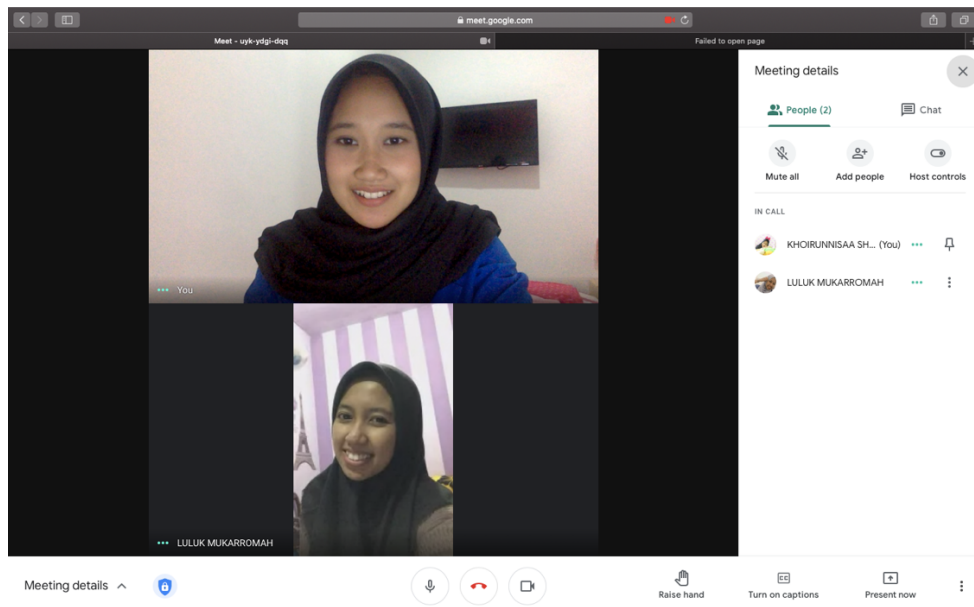 meet.google.com
Meet - uyk-ydgi-dqq
Failed to open page
You
LULUK MUKARROMAH
Meeting details
People (2)
Chat
Mute all
Add people
Host controls
IN CALL
KHOIRUNNISAA SH... (You)
LULUK MUKARROMAH
Meeting details
Raise hand
CC
Turn on captions
Present now